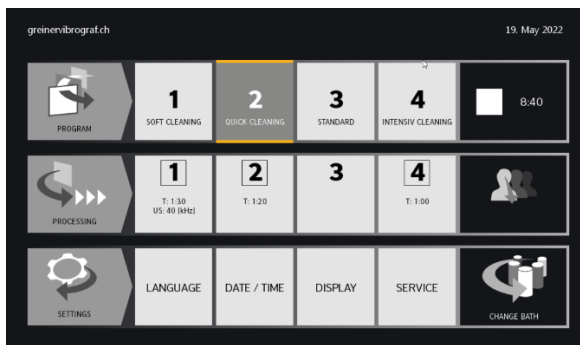 greinervibrograf.ch
19. May 2022
PROGRAM
1
SOFT CLEANING
2
QUICK CLEANING
3
STANDARD
4
INTENSIV CLEANING
8:40
PROCESSING
1
T: 1:30
US: 40 [kHz]
2
T: 1:20
3
4
T: 1:00
SETTINGS
LANGUAGE
DATE / TIME
DISPLAY
SERVICE
CHANGE BATH